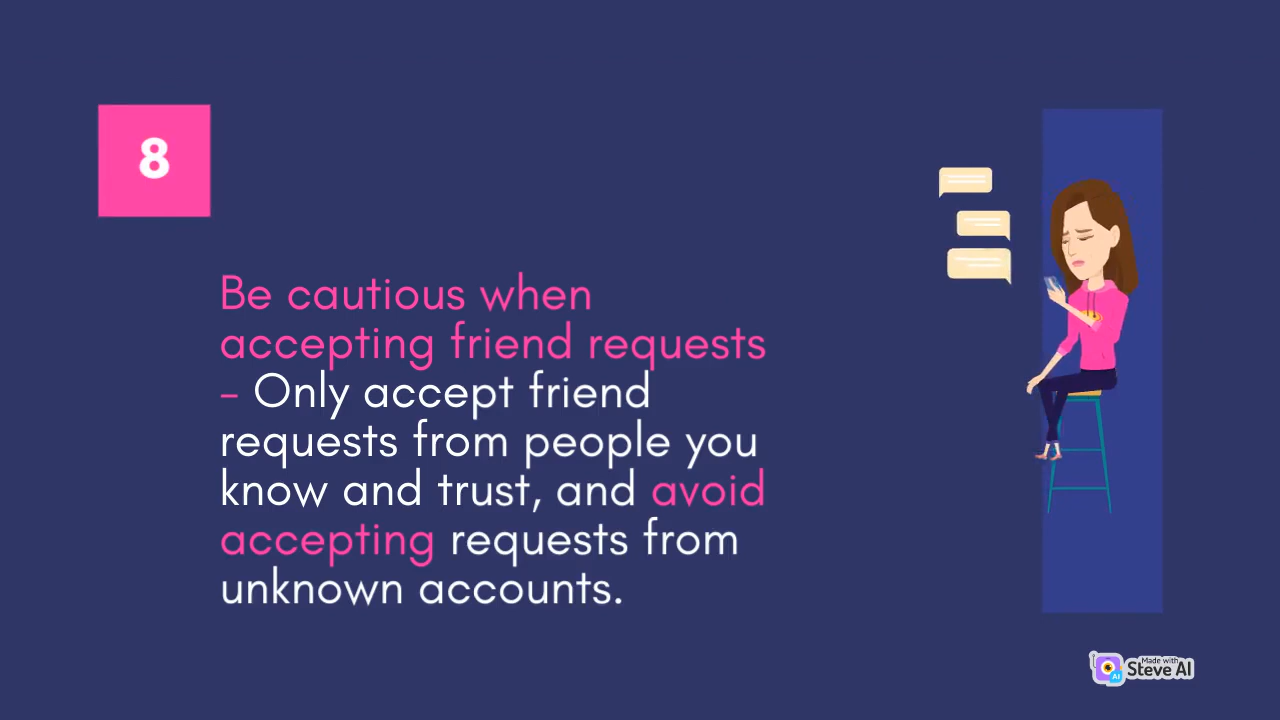 8
Be cautious when
accepting friend requests
- Only accept friend
requests from people you
know and trust, and avoid
accepting requests from
unknown accounts.
Made with
Steve AI
AI